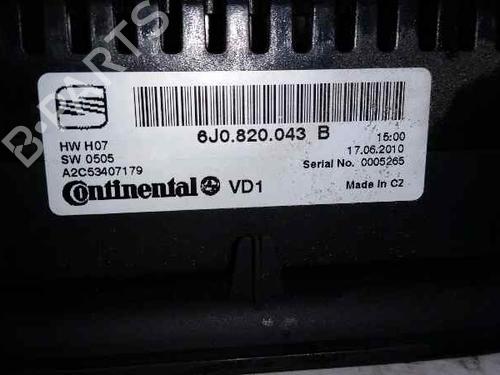 6J0.820.043 B
HW H07
SW 0505
A2C53407179
15:00
17.06.2010
Serial No. 0005265
Continental VD1
Made in CZ
B-PARTS